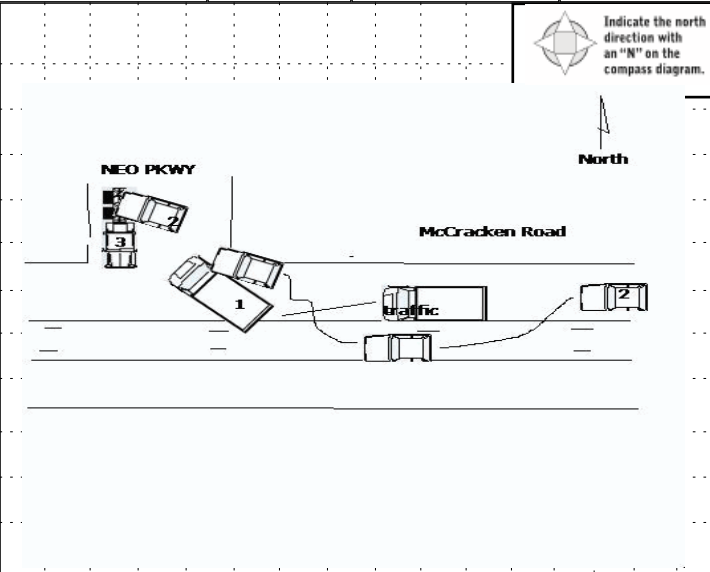 Indicate the north
direction with
an “N” on the
compass diagram.
North
NEO PKWY
McCracken Road
2
3
1
traffic
2